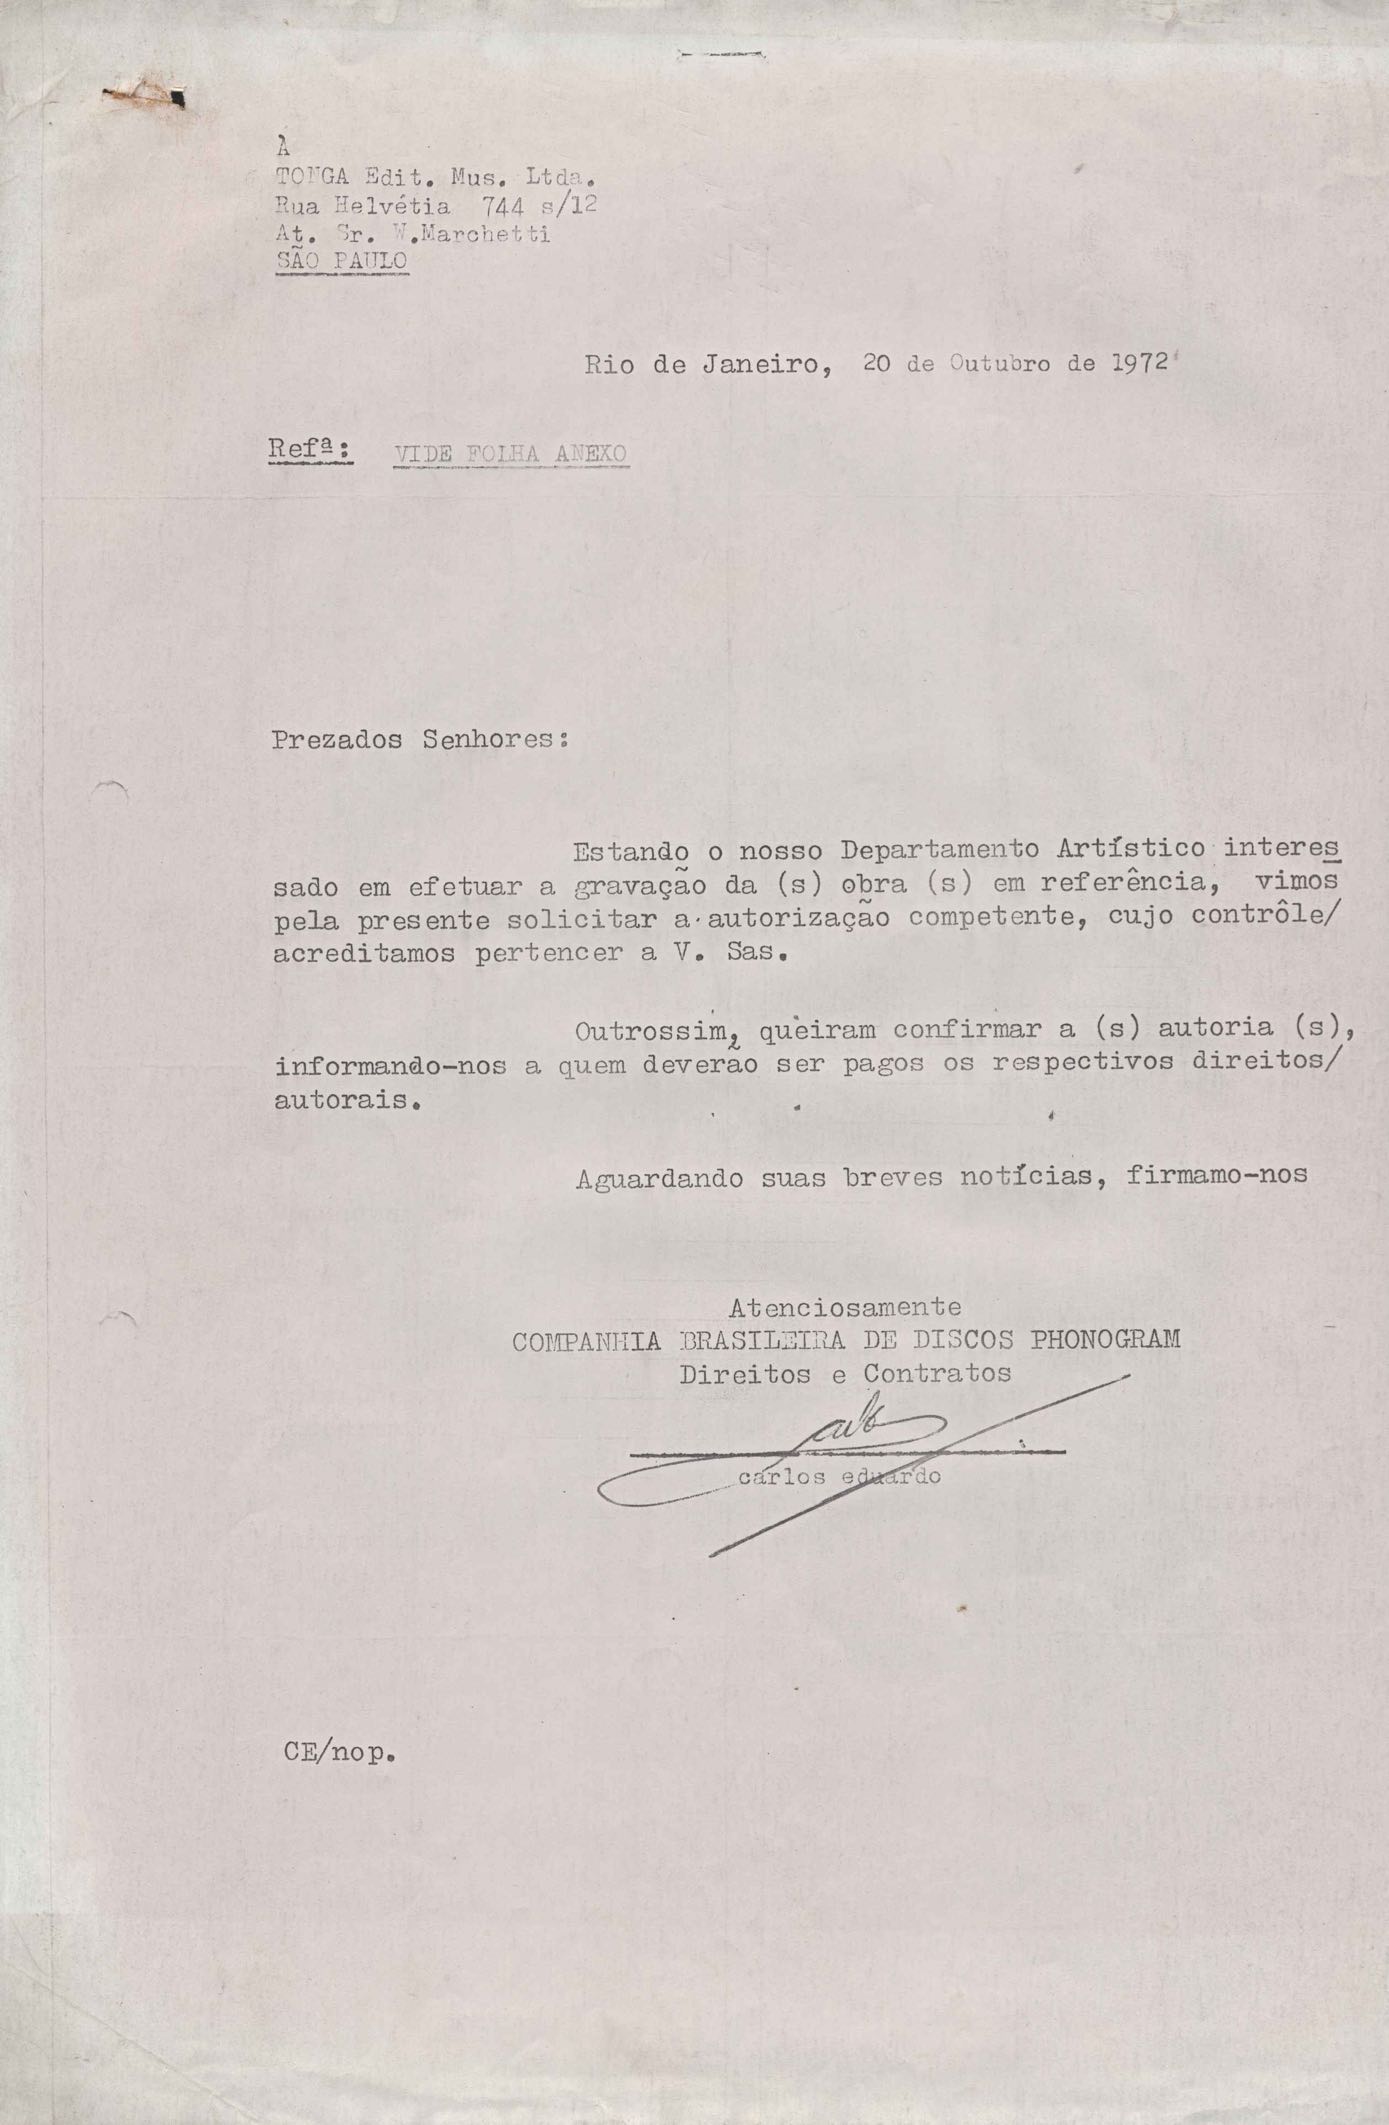 À
TONGA Edit. Mus. Ltda.
Rua Helvétia 744 s/12
At. Sr. W.Marchetti
SÃO PAULO
Rio de Janeiro, 20 de Outubro de 1972
Refª: VIDE FOLHA ANEXO
Prezados Senhores:
Estando o nosso Departamento Artístico interes
sado em efetuar a gravação da (s) obra (s) em referência, vimos
pela presente solicitar a autorização competente, cujo contrôle/
acreditamos pertencer a V. Sas.
Outrossim, queiram confirmar a (s) autoria (s),
informando-nos a quem deverão ser pagos os respectivos direitos/
autorais.
Aguardando suas breves notícias, firmamo-nos
Atenciosamente
COMPANHIA BRASILEIRA DE DISCOS PHONOGRAM
Direitos e Contratos
carlos eduardo
CE/nop.